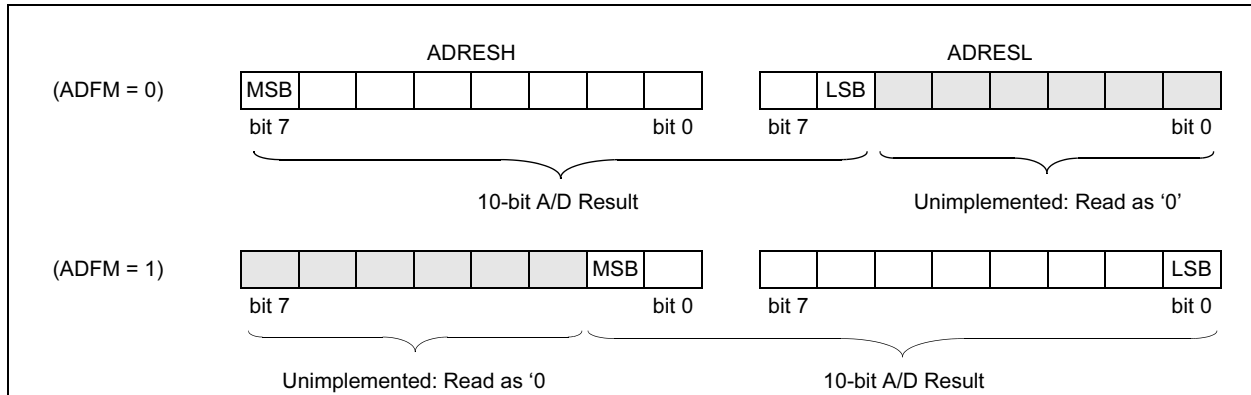 ADRESH ADRESL
(ADFM = 0) MSB LSB
bit 7 bit 0 bit 7 bit 0
10-bit A/D Result Unimplemented: Read as ‘0’
(ADFM = 1) MSB LSB
bit 7 bit 0 bit 7 bit 0
Unimplemented: Read as ‘0 10-bit A/D Result